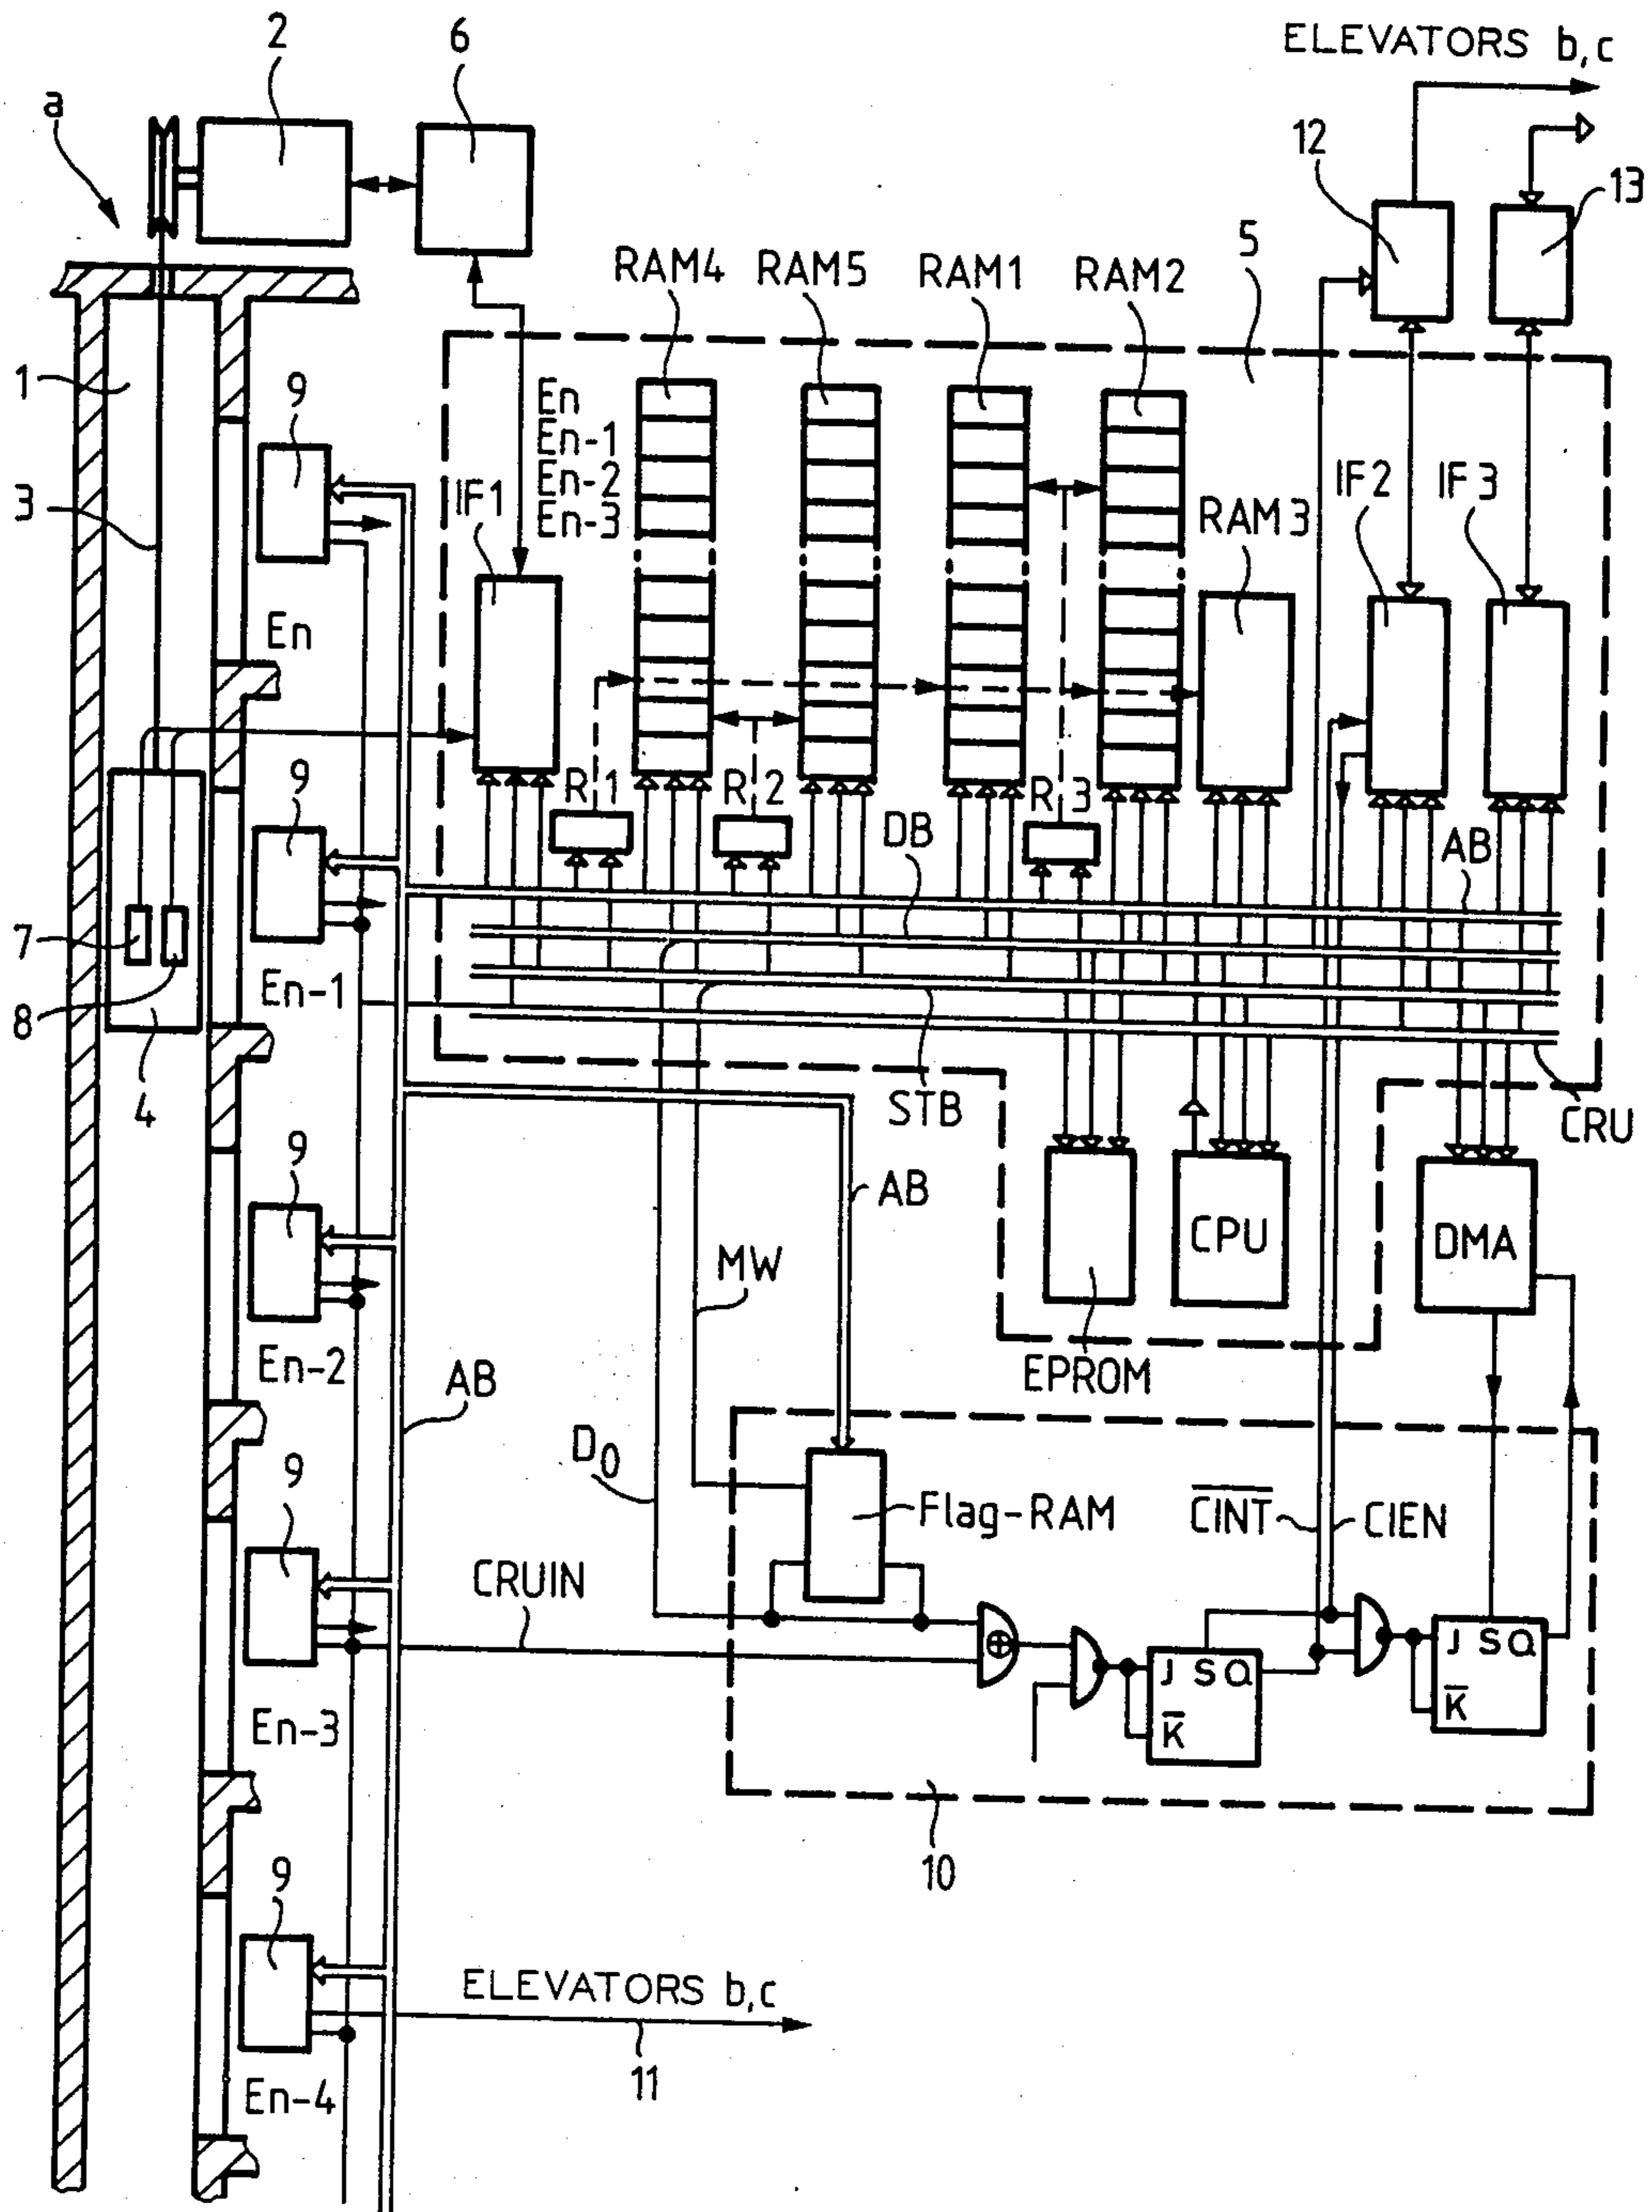 ELEVATORS b,c
2
6
a
12
13
RAM4
RAM5
RAM1
RAM2
5
1
9
En
En-1
En-2
En-3
IF1
3
RAM3
IF2
IF3
En
9
R1
R2
R3
DB
AB
7
En-1
8
4
STB
CRU
9
AB
CPU
DMA
MW
En-2
EPROM
AB
D0
9
Flag-RAM
CINT
CIEN
CRUIN
J S Q
K
J S Q
K
En-3
10
9
ELEVATORS b,c
11
En-4